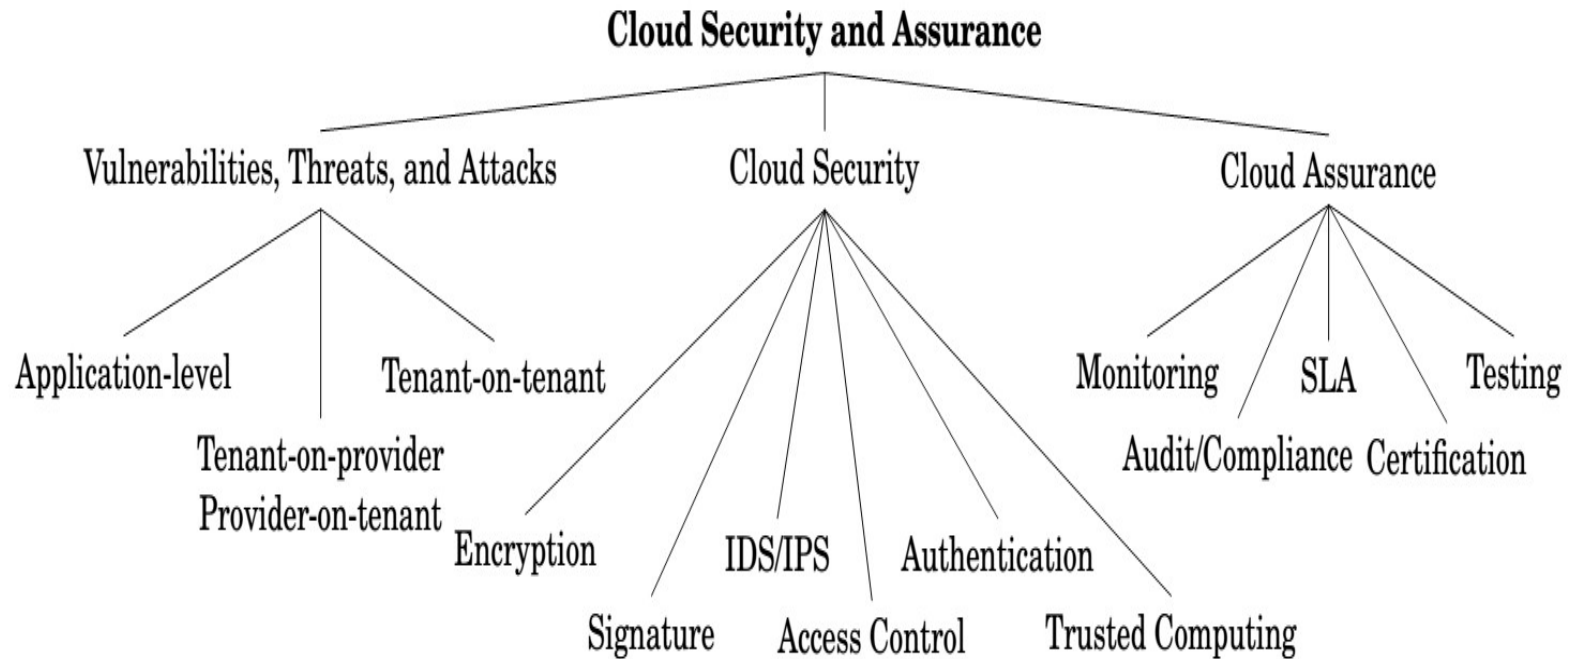 Cloud Security and Assurance
Vulnerabilities, Threats, and Attacks
Cloud Security
Cloud Assurance
Application-level
Tenant-on-tenant
Tenant-on-provider
Provider-on-tenant
Encryption
IDS/IPS
Authentication
Signature
Access Control
Trusted Computing
Monitoring
SLA
Testing
Audit/Compliance
Certification